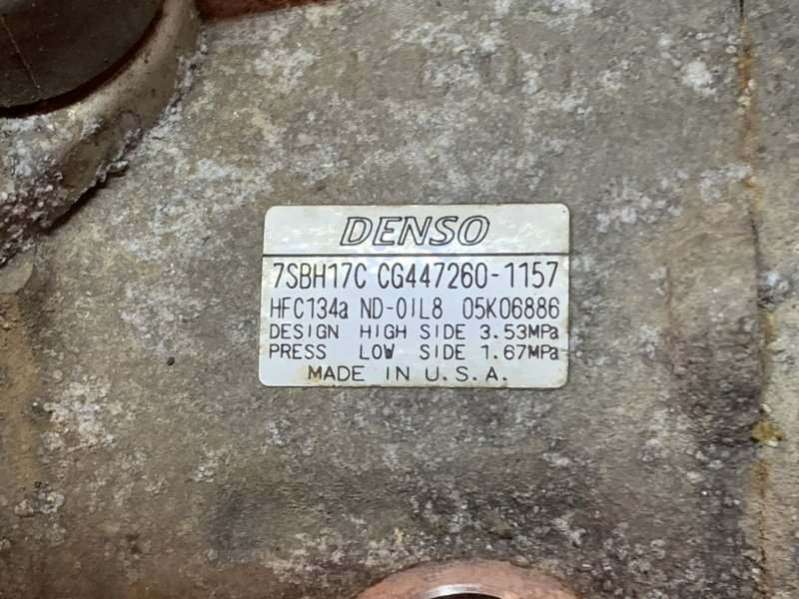 DENSO
7SBH17C CG447260-1157
HFC134a ND-OIL8 05K06886
DESIGN HIGH SIDE 3.53MPa
PRESS LOW SIDE 1.67MPa
MADE IN U.S.A.